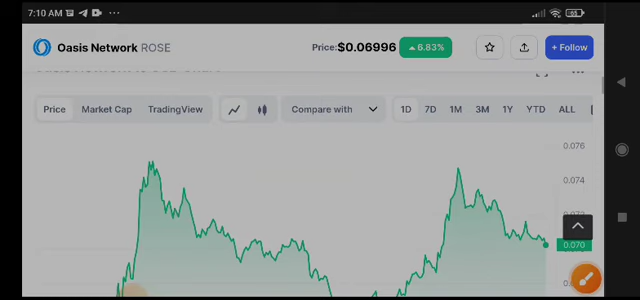 7:10 AM
Oasis Network ROSE Price:$0.06996 6.83% + Follow
Price Market Cap TradingView Compare with 1D 7D 1M 3M 1Y YTD ALL
0.076
0.074
0.070